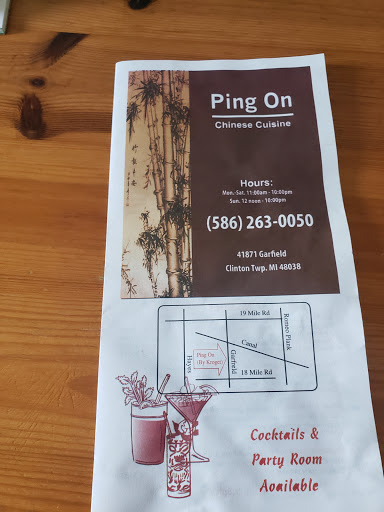 Ping On
Chinese Cuisine
Hours:
Mon.-Sat. 11:00am - 10:00pm
Sun. 12 noon - 10:00pm
(586) 263-0050
41871 Garfield
Clinton Twp. MI 48038
19 Mile Rd
Romeo Plank
Canal
Ping On
(By Kroger)
Hayes
Garfield
18 Mile Rd
Cocktails &
Party Room
Aoailable